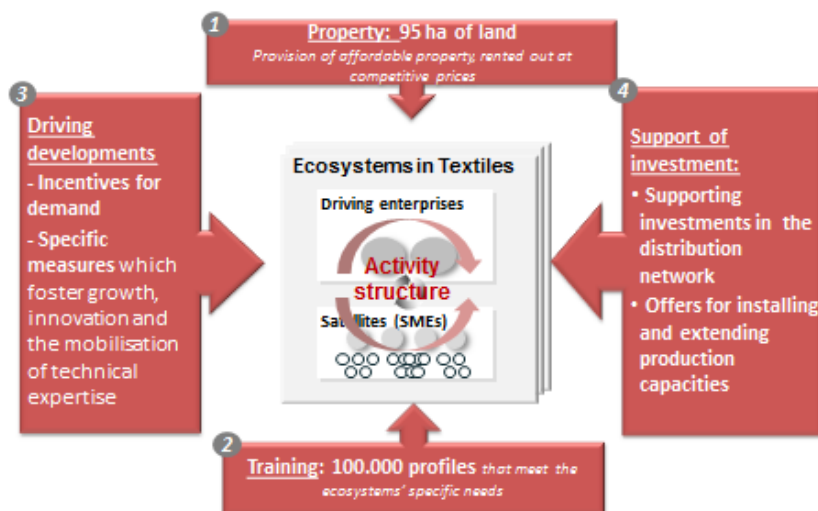 1
Property: 95 ha of land
Provision of affordable property, rented out at
competitive prices
3
Driving
developments
- Incentives for
demand
- Specific
measures which
foster growth,
innovation and
the mobilisation
of technical
expertise
Ecosystems in Textiles
Driving enterprises
Activity
structure
Satellites (SMEs)
4
Support of
investment:
• Supporting
investments in the
distribution
network
• Offers for installing
and extending
production
capacities
2
Training: 100.000 profiles that meet the
ecosystems' specific needs